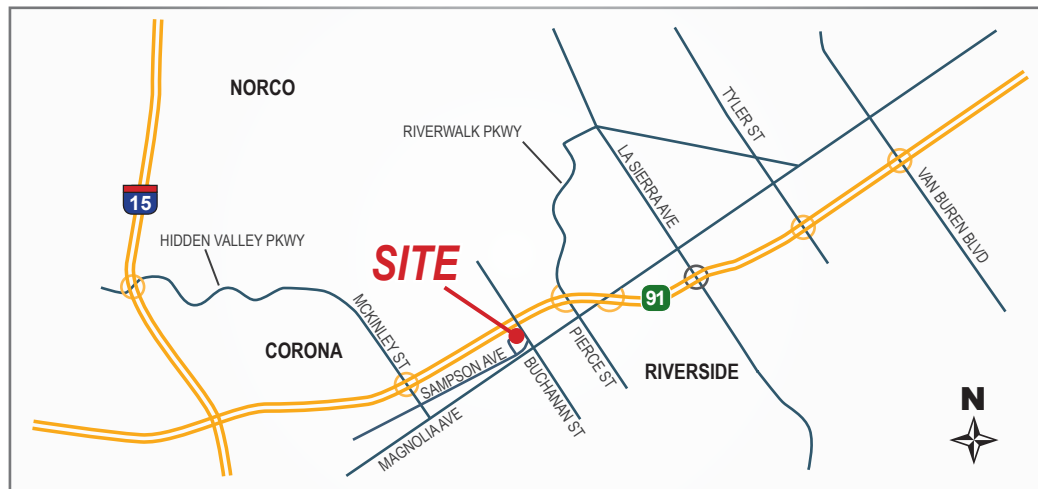 NORCO
RIVERWALK PKWY
TYLER ST
LA SIERRA AVE
VAN BUREN BLVD
15
HIDDEN VALLEY PKWY
SITE
MCKINLEY ST
91
CORONA
SAMPSON AVE
BUCHANAN ST
PIERCE ST
RIVERSIDE
MAGNOLIA AVE
N